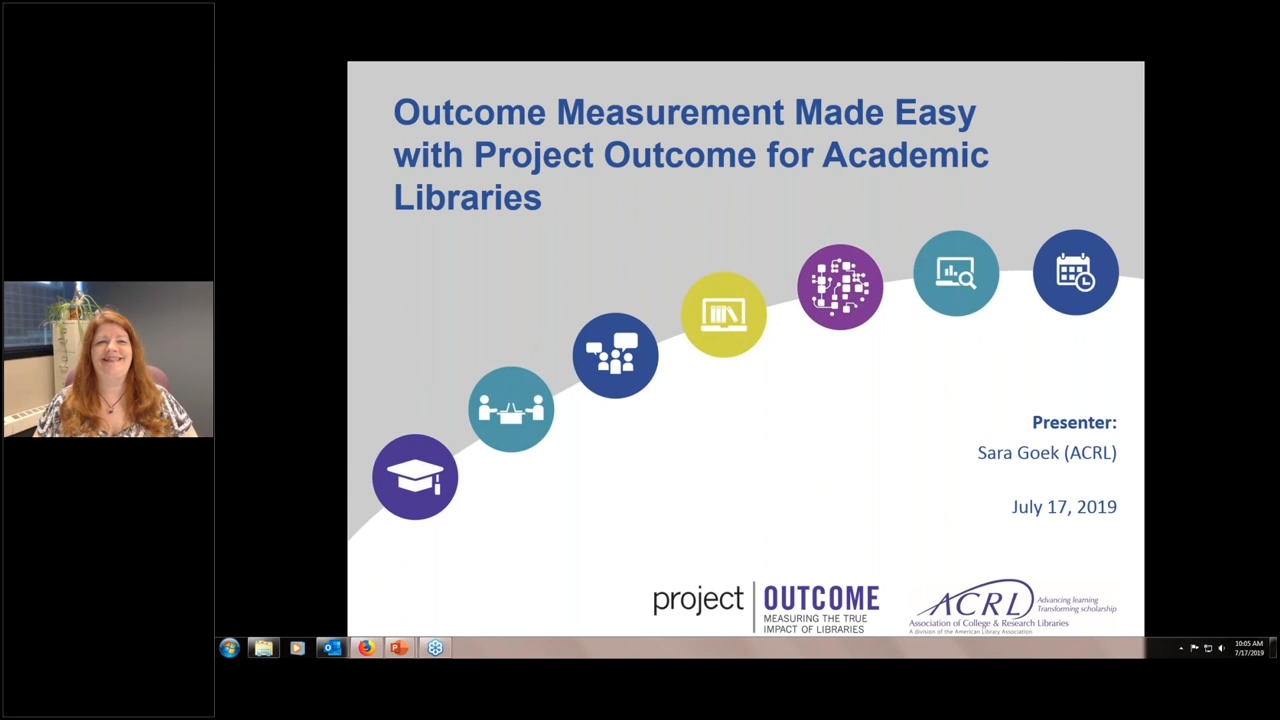 Outcome Measurement Made Easy
with Project Outcome for Academic
Libraries
Presenter:
Sara Goek (ACRL)
July 17, 2019
project OUTCOME
MEASURING THE TRUE
IMPACT OF LIBRARIES
ACRL
Advancing learning
Transforming scholarship
Association of College & Research Libraries
A division of the American Library Association
10:05 AM
7/17/2019